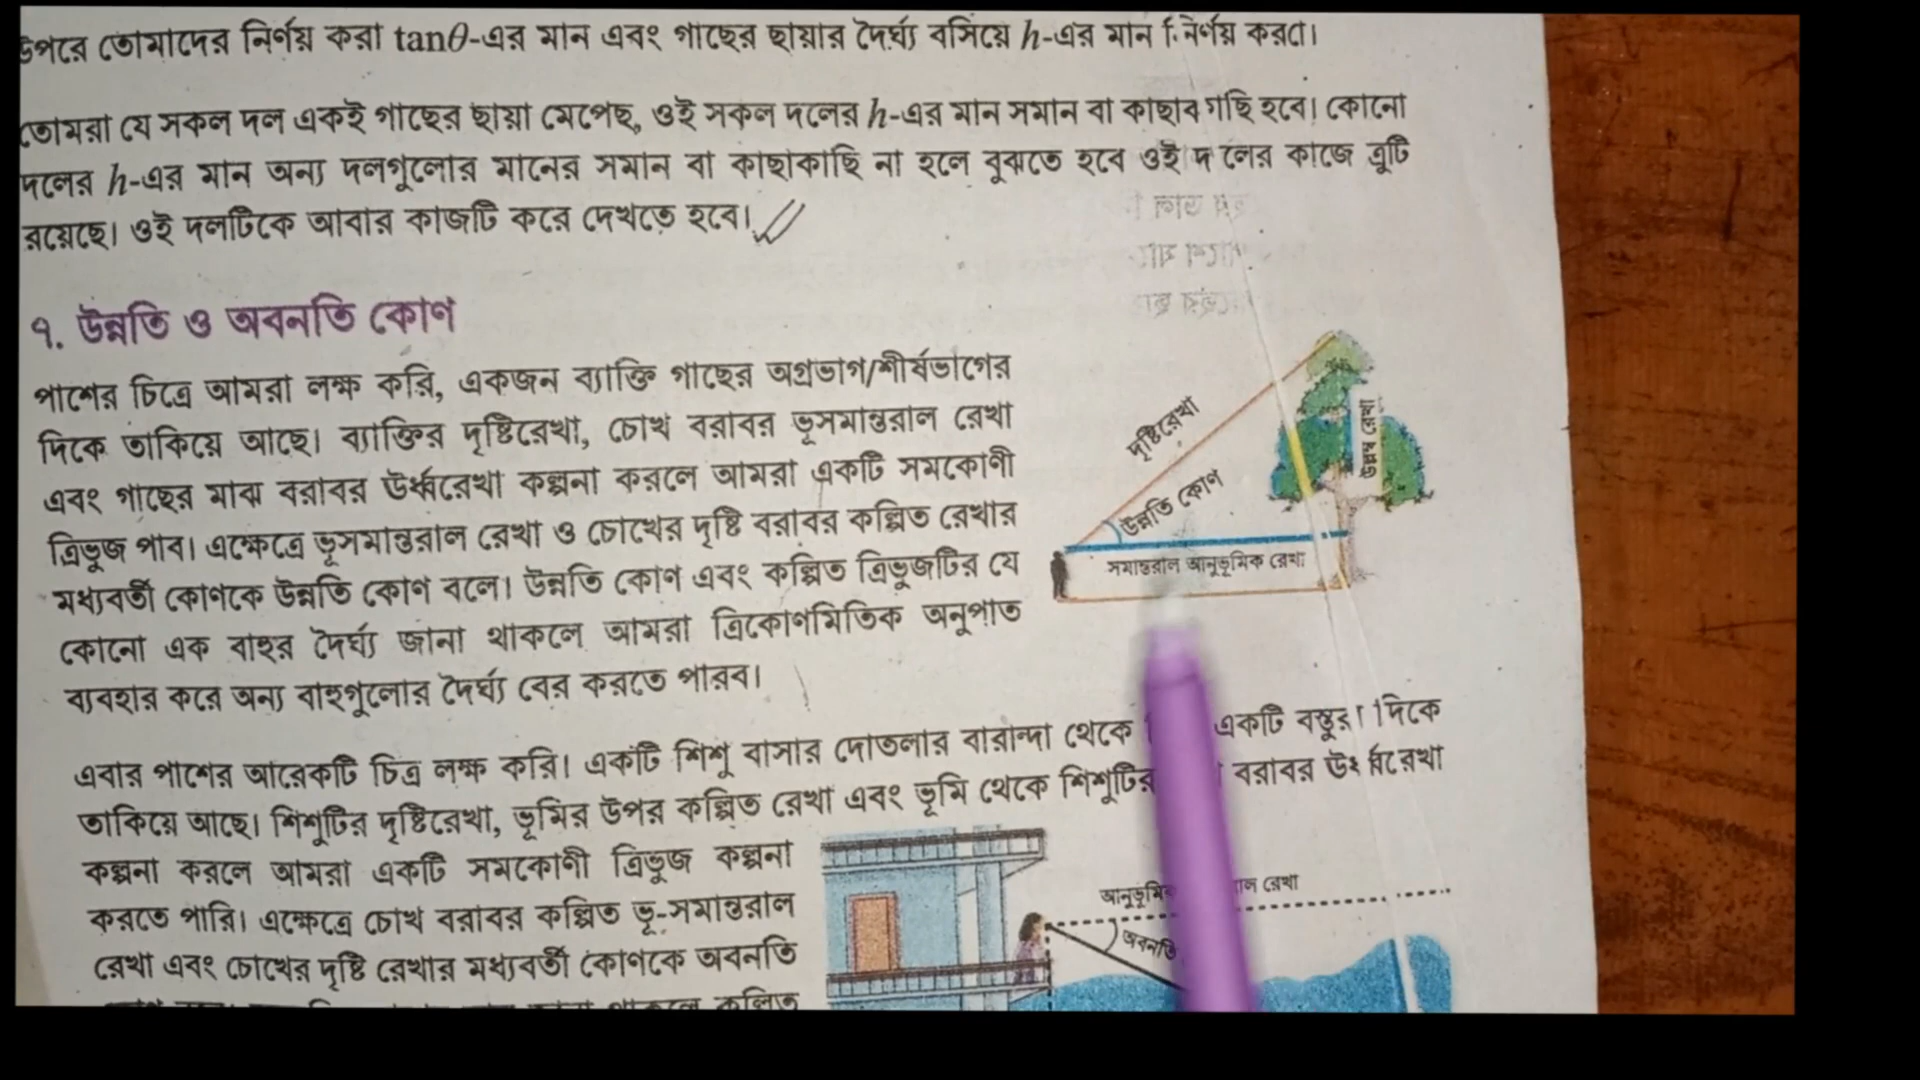 উপরে তোমাদের নির্ণয় করা tanθ-এর মান এবং গাছের ছায়ার দৈর্ঘ্য বসিয়ে h-এর মান নির্ণয় করো।
তোমরা যে সকল দল একই গাছের ছায়া মেপেছ, ওই সকল দলের h-এর মান সমান বা কাছাকাছি হবে। কোনো
দলের h-এর মান অন্য দলগুলোর মানের সমান বা কাছাকাছি না হলে বুঝতে হবে ওই দলের কাজে ত্রুটি
রয়েছে। ওই দলটিকে আবার কাজটি করে দেখতে হবে।
৭. উন্নতি ও অবনতি কোণ
পাশের চিত্রে আমরা লক্ষ করি, একজন ব্যাক্তি গাছের অগ্রভাগ/শীর্ষভাগের
দিকে তাকিয়ে আছে। ব্যাক্তির দৃষ্টিরেখা, চোখ বরাবর ভূসমান্তরাল রেখা
এবং গাছের মাঝ বরাবর উর্ধ্বরেখা কল্পনা করলে আমরা একটি সমকোণী
ত্রিভুজ পাব। এক্ষেত্রে ভূসমান্তরাল রেখা ও চোখের দৃষ্টি বরাবর কল্পিত রেখার
মধ্যবর্তী কোণকে উন্নতি কোণ বলে। উন্নতি কোণ এবং কল্পিত ত্রিভুজটির যে
কোনো এক বাহুর দৈর্ঘ্য জানা থাকলে আমরা ত্রিকোণমিতিক অনুপাত
ব্যবহার করে অন্য বাহুগুলোর দৈর্ঘ্য বের করতে পারব।
দৃষ্টিরেখা
উন্নতি কোণ
উলম্ব রেখা
সমান্তরাল আনুভূমিক রেখা
এবার পাশের আরেকটি চিত্র লক্ষ করি। একটি শিশু বাসার দোতলার বারান্দা থেকে একটি বস্তুর দিকে
তাকিয়ে আছে। শিশুটির দৃষ্টিরেখা, ভূমির উপর কল্পিত রেখা এবং ভূমি থেকে শিশুটির বরাবর উর্ধ্বরেখা
কল্পনা করলে আমরা একটি সমকোণী ত্রিভুজ কল্পনা
করতে পারি। এক্ষেত্রে চোখ বরাবর কল্পিত ভূ-সমান্তরাল
রেখা এবং চোখের দৃষ্টি রেখার মধ্যবর্তী কোণকে অবনতি
রেখা
অবনতি